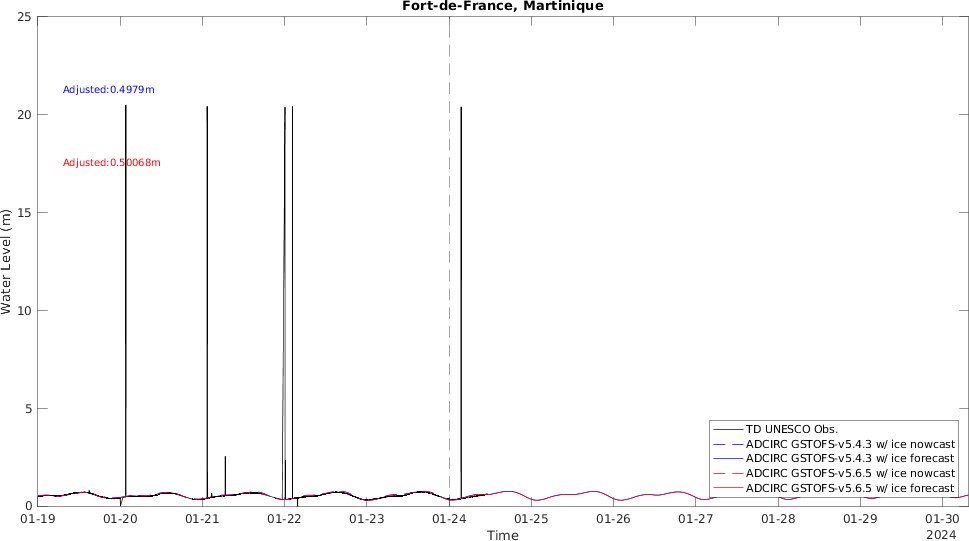 Fort-de-France, Martinique
25
20
15
10
5
0
Water Level (m)
Adjusted:0.4979m
Adjusted:0.50068m
TD UNESCO Obs.
ADCIRC GSTOFS-v5.4.3 w/ ice nowcast
ADCIRC GSTOFS-v5.4.3 w/ ice forecast
ADCIRC GSTOFS-v5.6.5 w/ ice nowcast
ADCIRC GSTOFS-v5.6.5 w/ ice forecast
01-19 01-20 01-21 01-22 01-23 01-24 01-25 01-26 01-27 01-28 01-29 01-30
Time
2024